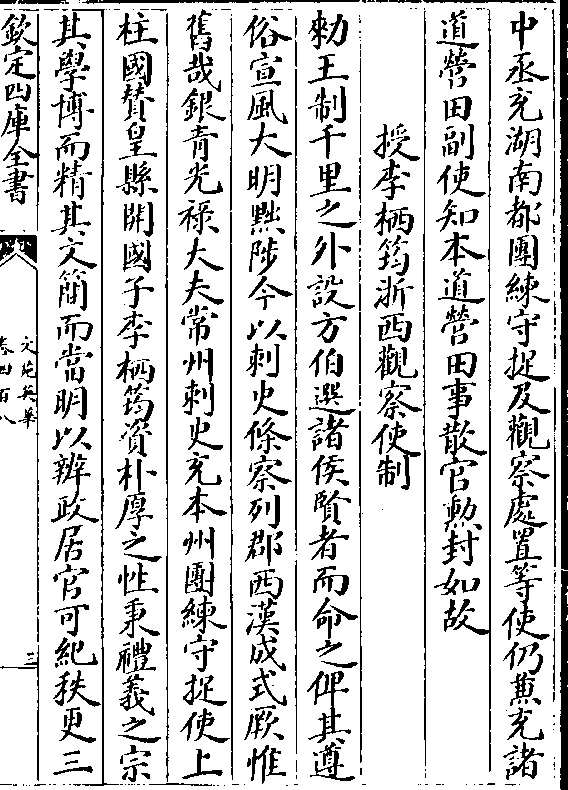 中丞充湖南都團練守捉及觀察處置等使仍兼充諸
道營田副使知本道營田事散官勲封如故
授李栖筠浙西觀察使制
勅王制千里之外設方伯選諸侯賢者而命之俾其遵
俗宣風大明黜陟今以刺史條察列郡西漢成式厥惟
舊哉銀青光禄大夫常州刺史充本州團練守捉使上
柱國賛皇縣開國子李栖筠資朴厚之性秉禮義之宗
其學博而精其文簡而當明以辨政居官可紀秩更三
欽定四庫全書
文苑英華
卷四百八
三